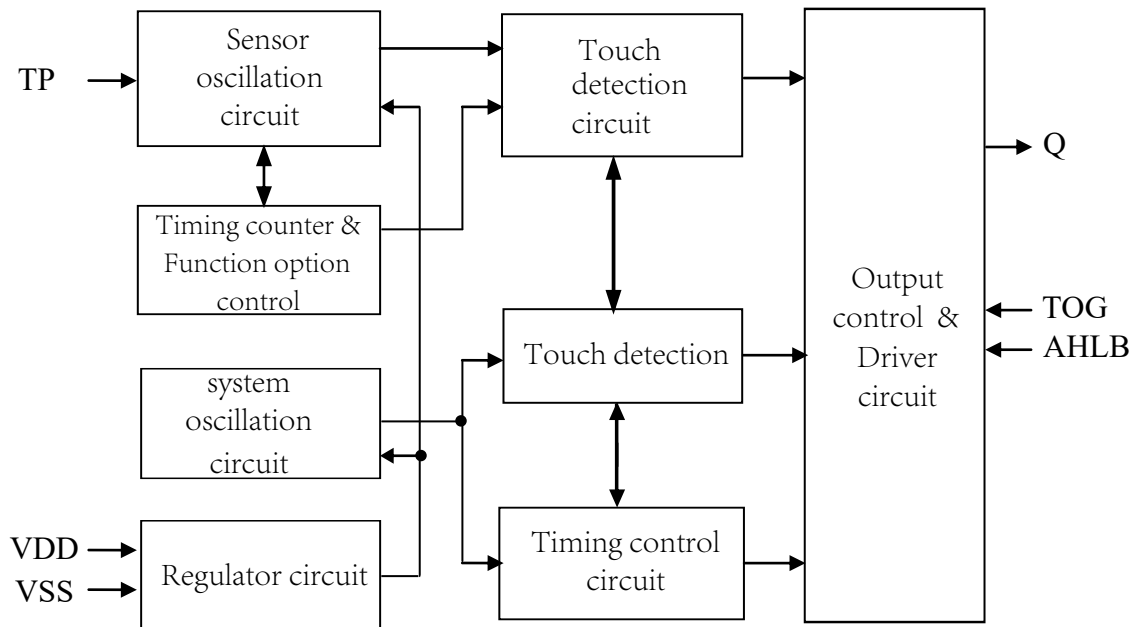 TP
Sensor
oscillation
circuit
Touch
detection
circuit
Timing counter &
Function option
control
Q
Output
control &
Driver
circuit
TOG
AHLB
Touch detection
system
oscillation
circuit
Timing control
circuit
VDD
VSS
Regulator circuit